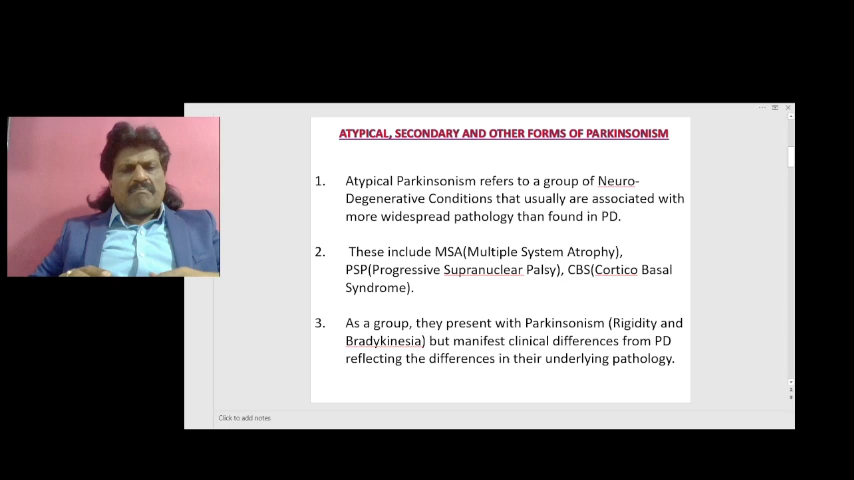 ATYPICAL, SECONDARY AND OTHER FORMS OF PARKINSONISM
1. Atypical Parkinsonism refers to a group of Neuro-
Degenerative Conditions that usually are associated with
more widespread pathology than found in PD.
2. These include MSA(Multiple System Atrophy),
PSP(Progressive Supranuclear Palsy), CBS(Cortico Basal
Syndrome).
3. As a group, they present with Parkinsonism (Rigidity and
Bradykinesia) but manifest clinical differences from PD
reflecting the differences in their underlying pathology.
Click to add notes